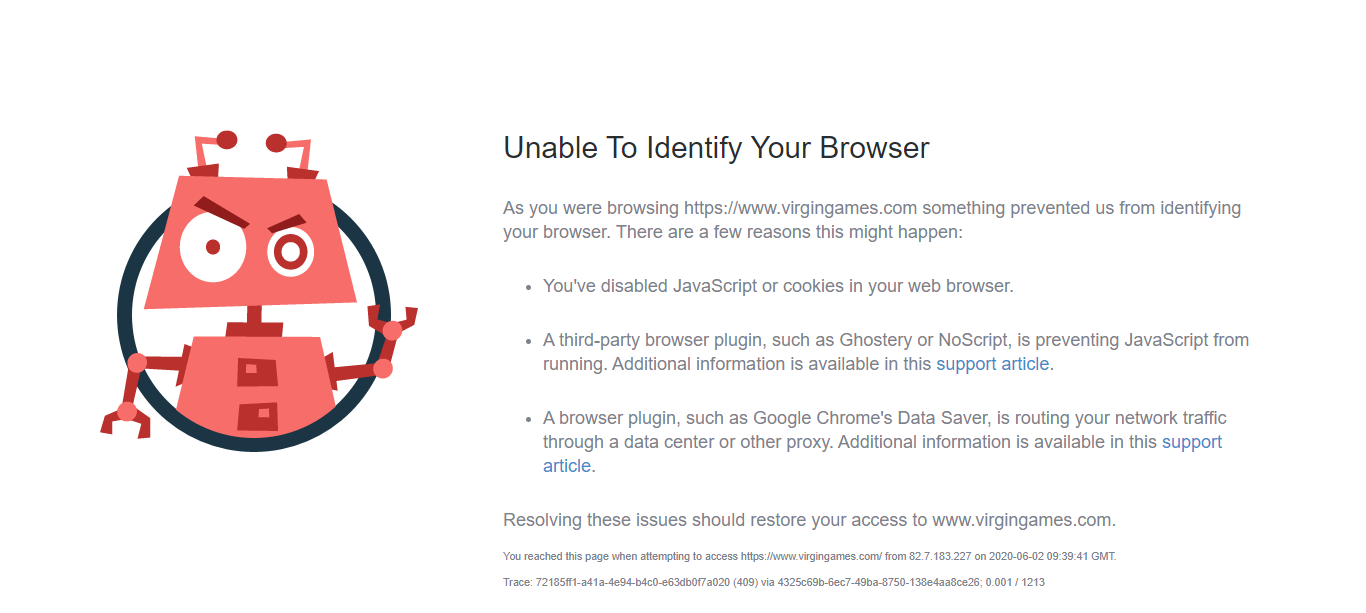 Unable To Identify Your Browser
As you were browsing https://www.virgingames.com something prevented us from identifying
your browser. There are a few reasons this might happen:
You've disabled JavaScript or cookies in your web browser.
A third-party browser plugin, such as Ghostery or NoScript, is preventing JavaScript from
running. Additional information is available in this support article.
A browser plugin, such as Google Chrome's Data Saver, is routing your network traffic
through a data center or other proxy. Additional information is available in this support
article.
Resolving these issues should restore your access to www.virgingames.com.
You reached this page when attempting to access https://www.virgingames.com/ from 82.7.183.227 on 2020-06-02 09:39:41 GMT.
Trace: 72185ff1-a41a-4e94-b4c0-e63db0f7a020 (409) via 4325c69b-6ec7-49ba-8750-138e4aa8ce26; 0.001 / 1213